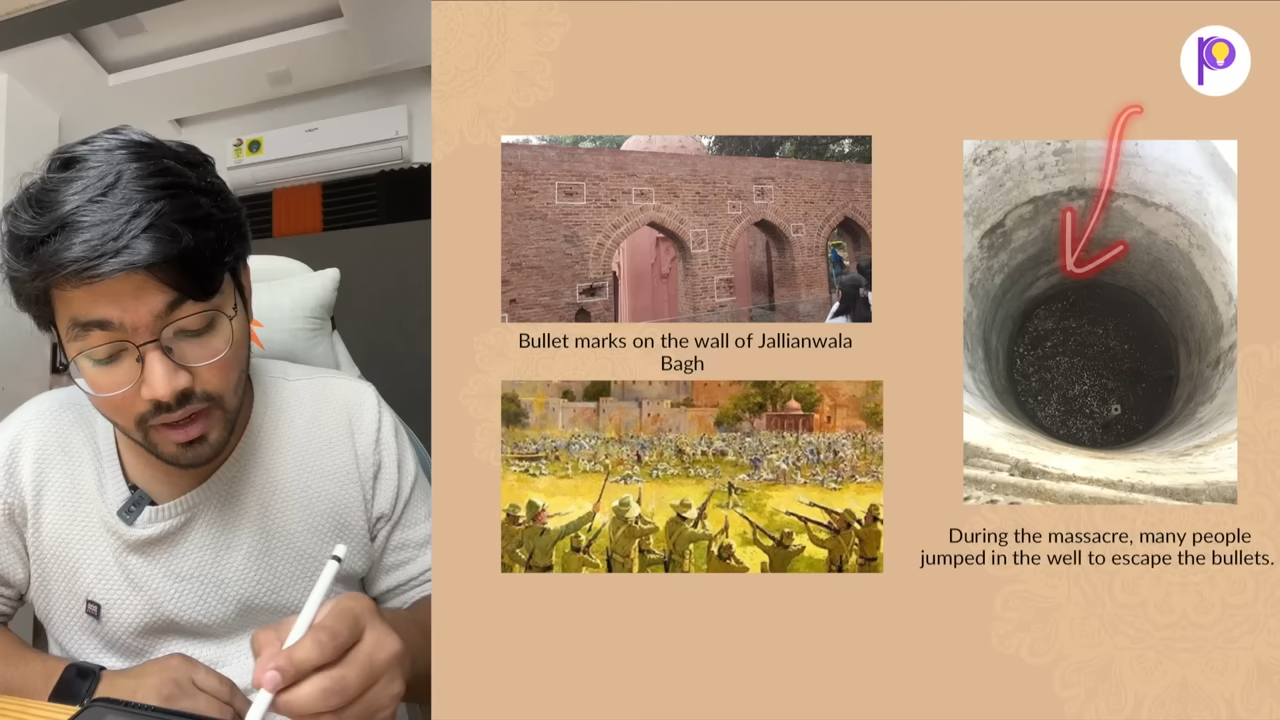 Bullet marks on the wall of Jallianwala
Bagh
During the massacre, many people
jumped in the well to escape the bullets.